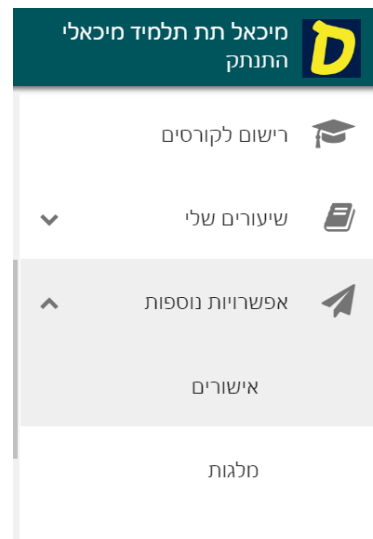 מיכאל תת תלמיד מיכאלי
התנתק
ס
רישום לקורסים
שיעורים שלי
אפשרויות נוספות
אישורים
מלגות